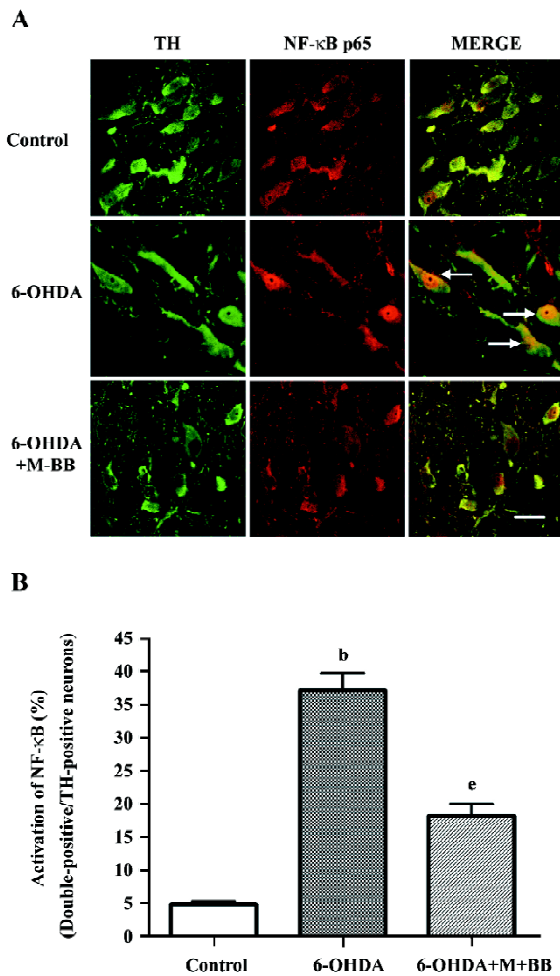 A
TH NF-κB p65 MERGE
Control
6-OHDA
6-OHDA
+M-BB
B
Activation of NF-κB (%)
(Double-positive/TH-positive neurons)
45
40
35
30
25
20
15
10
5
0
b
e
Control 6-OHDA 6-OHDA+M+BB